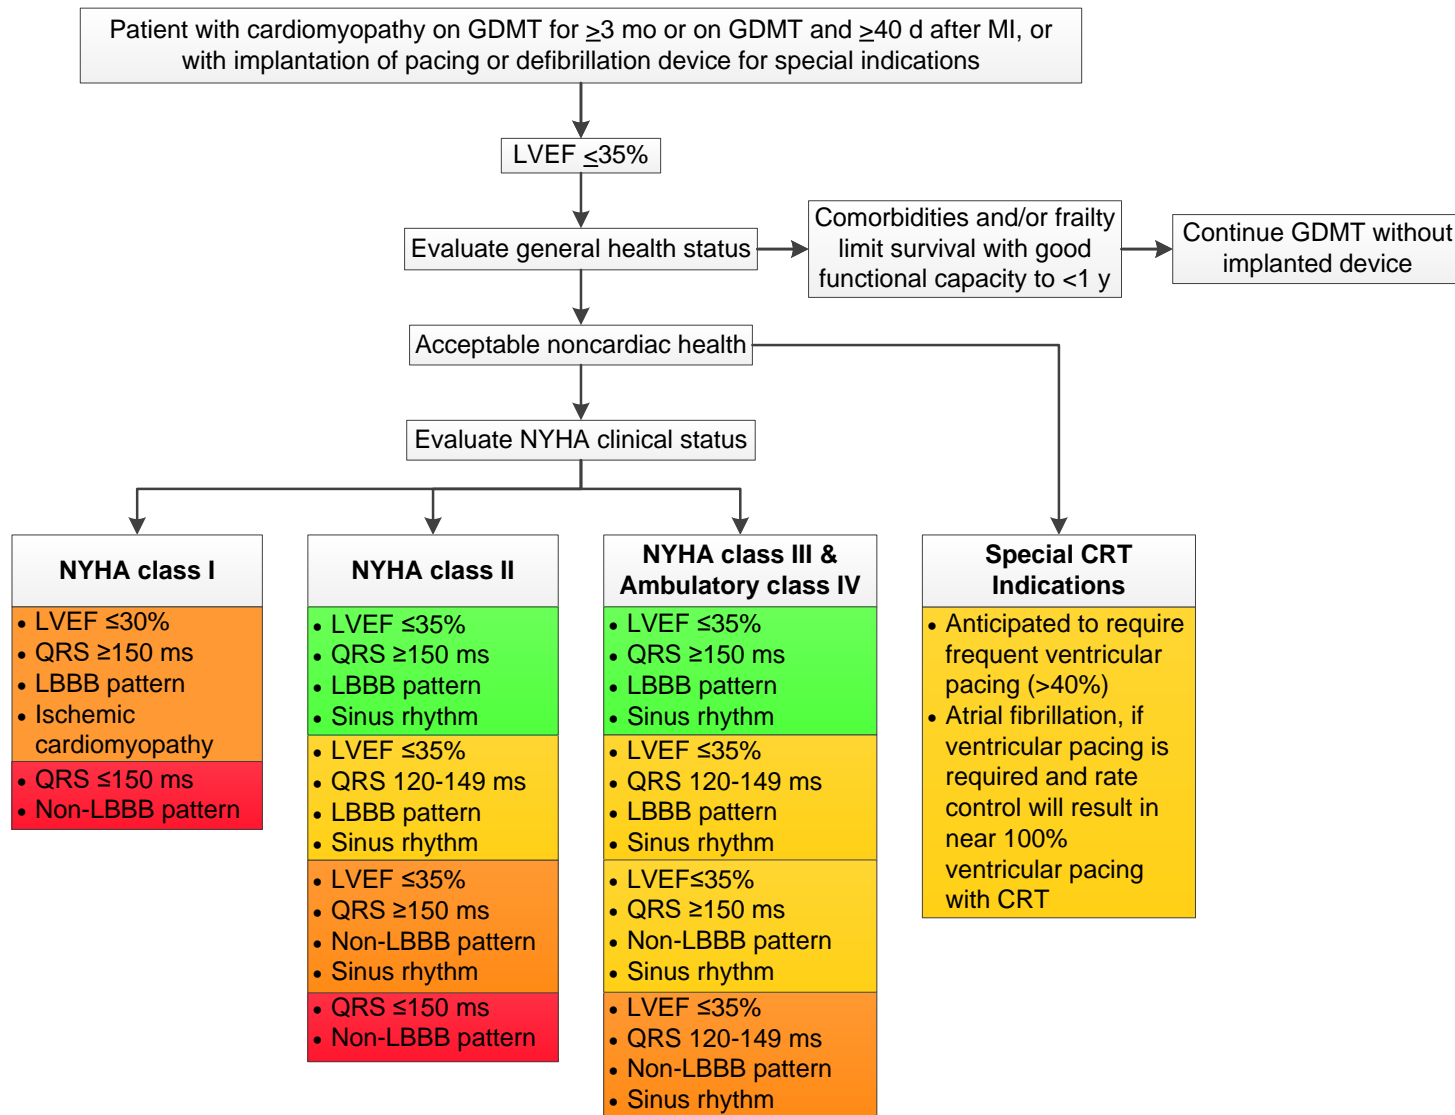 Patient with cardiomyopathy on GDMT for ≥3 mo or on GDMT and ≥40 d after MI, or
with implantation of pacing or defibrillation device for special indications
LVEF ≤35%
Evaluate general health status
Comorbidities and/or frailty
limit survival with good
functional capacity to <1 y
Continue GDMT without
implanted device
Acceptable noncardiac health
Evaluate NYHA clinical status
NYHA class I
• LVEF ≤30%
• QRS ≥150 ms
• LBBB pattern
• Ischemic
cardiomyopathy
• QRS ≤150 ms
• Non-LBBB pattern
NYHA class II
• LVEF ≤35%
• QRS ≥150 ms
• LBBB pattern
• Sinus rhythm
• LVEF ≤35%
• QRS 120-149 ms
• LBBB pattern
• Sinus rhythm
• LVEF ≤35%
• QRS ≥150 ms
• Non-LBBB pattern
• Sinus rhythm
• QRS ≤150 ms
• Non-LBBB pattern
NYHA class III &
Ambulatory class IV
• LVEF ≤35%
• QRS ≥150 ms
• LBBB pattern
• Sinus rhythm
• LVEF ≤35%
• QRS 120-149 ms
• LBBB pattern
• Sinus rhythm
• LVEF≤35%
• QRS ≥150 ms
• Non-LBBB pattern
• Sinus rhythm
• LVEF ≤35%
• QRS 120-149 ms
• Non-LBBB pattern
• Sinus rhythm
Special CRT
Indications
• Anticipated to require
frequent ventricular
pacing (>40%)
• Atrial fibrillation, if
ventricular pacing is
required and rate
control will result in
near 100%
ventricular pacing
with CRT